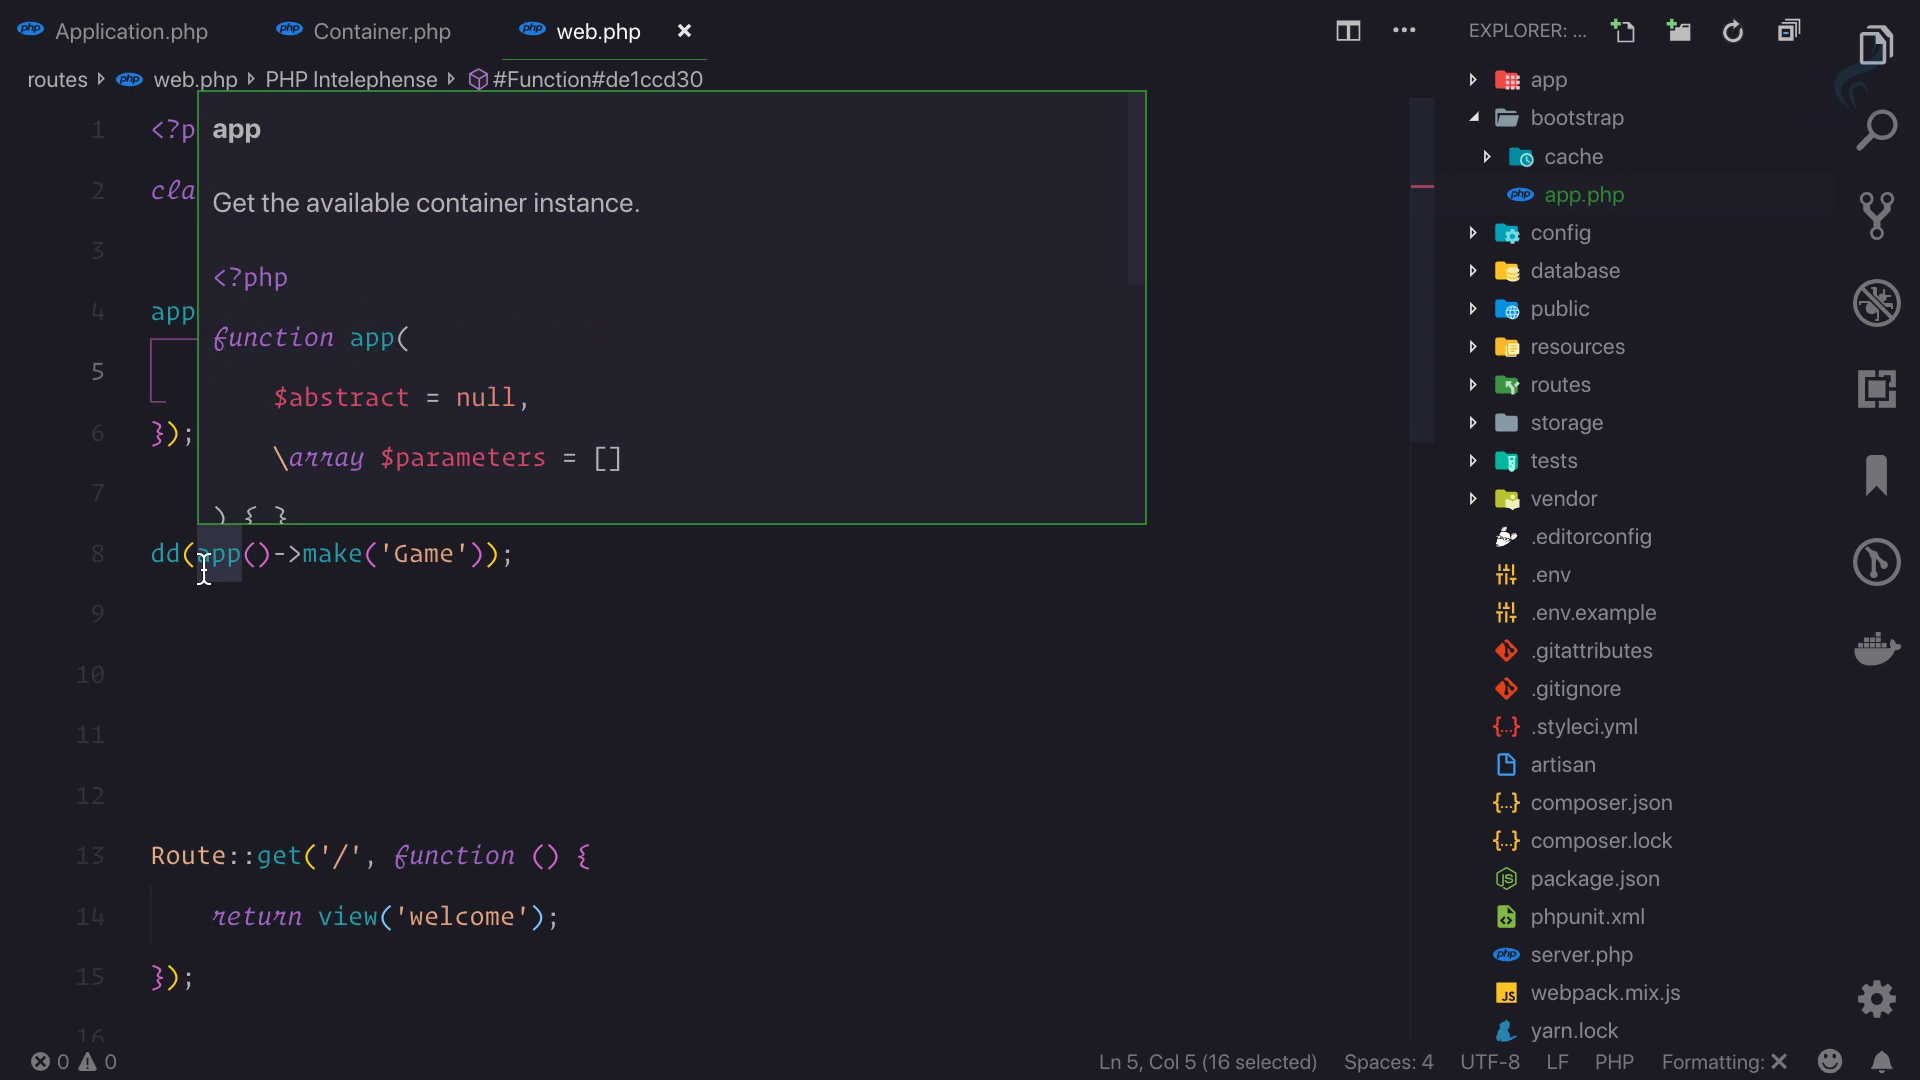 Application.php
Container.php
web.php
EXPLORER: ...
routes
web.php
PHP Intelephense
#Function#de1ccd30
1 <?p
2 cla
3
4 app
5
6 });
7
app
Get the available container instance.
<?php
function app(
$abstract = null,
\array $parameters = []
) { }
8 dd(app()->make('Game'));
9
10
11
12
13 Route::get('/', function () {
14 return view('welcome');
15 });
16
app
bootstrap
cache
app.php
config
database
public
resources
routes
storage
tests
vendor
.editorconfig
.env
.env.example
.gitattributes
.gitignore
.styleci.yml
artisan
composer.json
composer.lock
package.json
phpunit.xml
server.php
webpack.mix.js
yarn.lock
0 0
Ln 5, Col 5 (16 selected)
Spaces: 4
UTF-8
LF
PHP
Formatting: